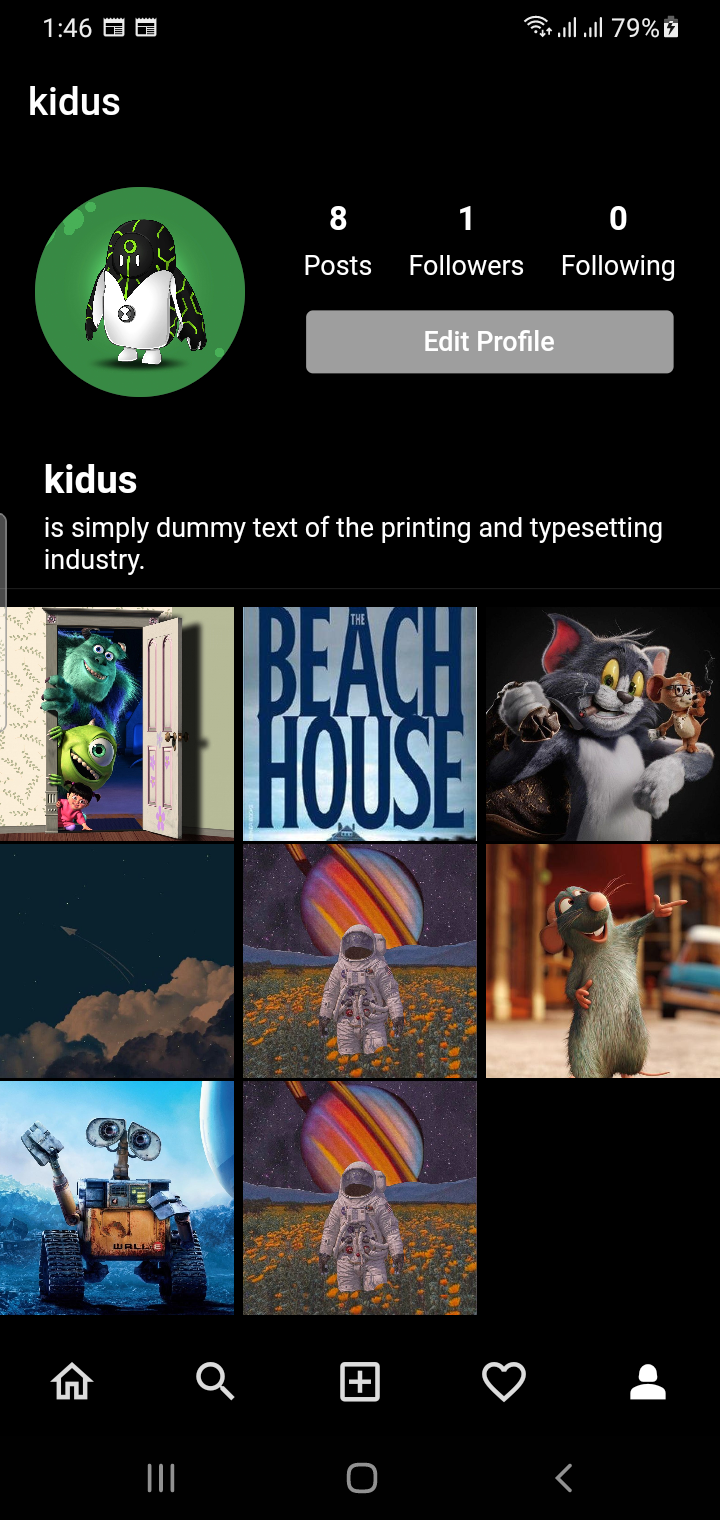 1:46 79%
kidus
8 1 0
Posts Followers Following
Edit Profile
kidus
is simply dummy text of the printing and typesetting
industry.
THE
BEACH
HOUSE
WALL·E